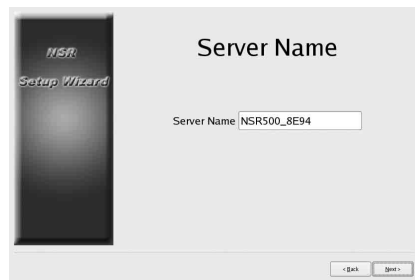 NSR
Setup Wizard
Server Name
Server Name NSR500_8E94
< Back Next >